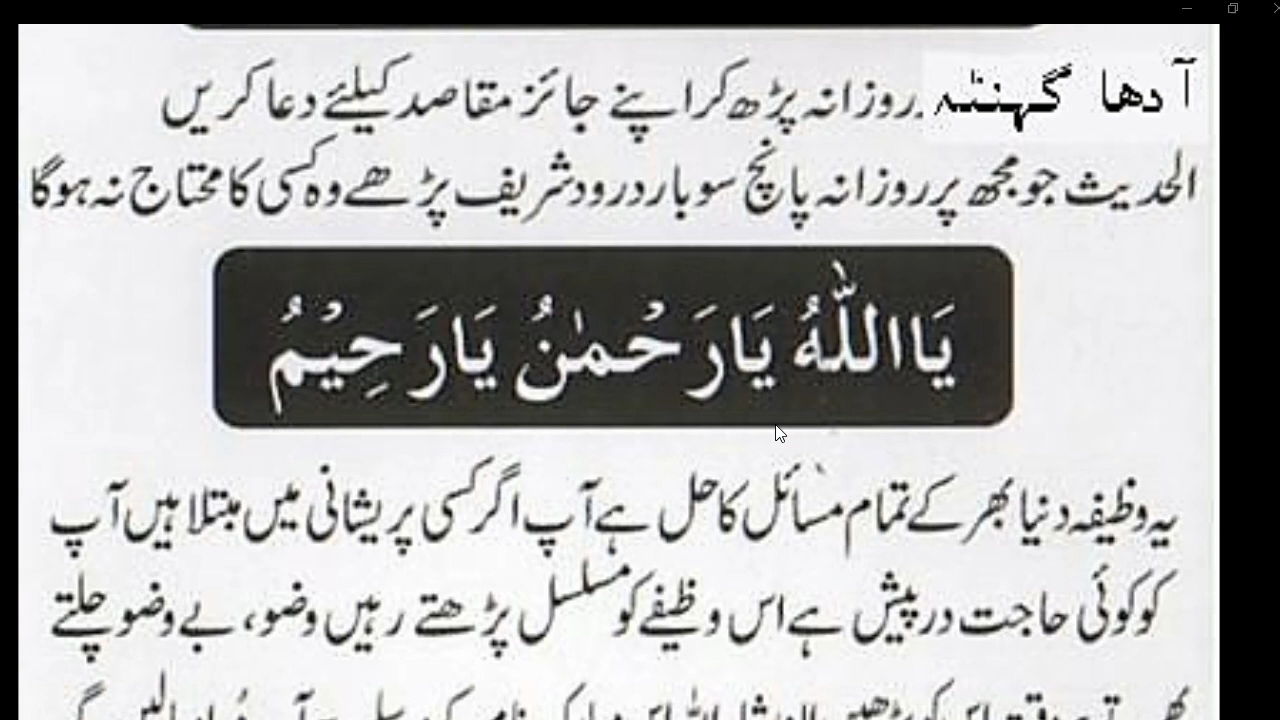 آدھا گہنٹہ روزانہ پڑھ کر اپنے جائز مقاصد کیلئے دعا کریں
الحدیث جو مجھ پر روزانہ پانچ سو بار درود شریف پڑھے وہ کسی کا محتاج نہ ہوگا
یَا اللّٰہُ یَا رَحْمٰنُ یَا رَحِیْمُ
یہ وظیفہ دنیا بھر کے تمام مسائل کا حل ہے آپ اگر کسی پریشانی میں مبتلا ہیں آپ
کو کوئی حاجت درپیش ہے اس وظیفے کو مسلسل پڑھتے رہیں وضو، بے وضو چلتے